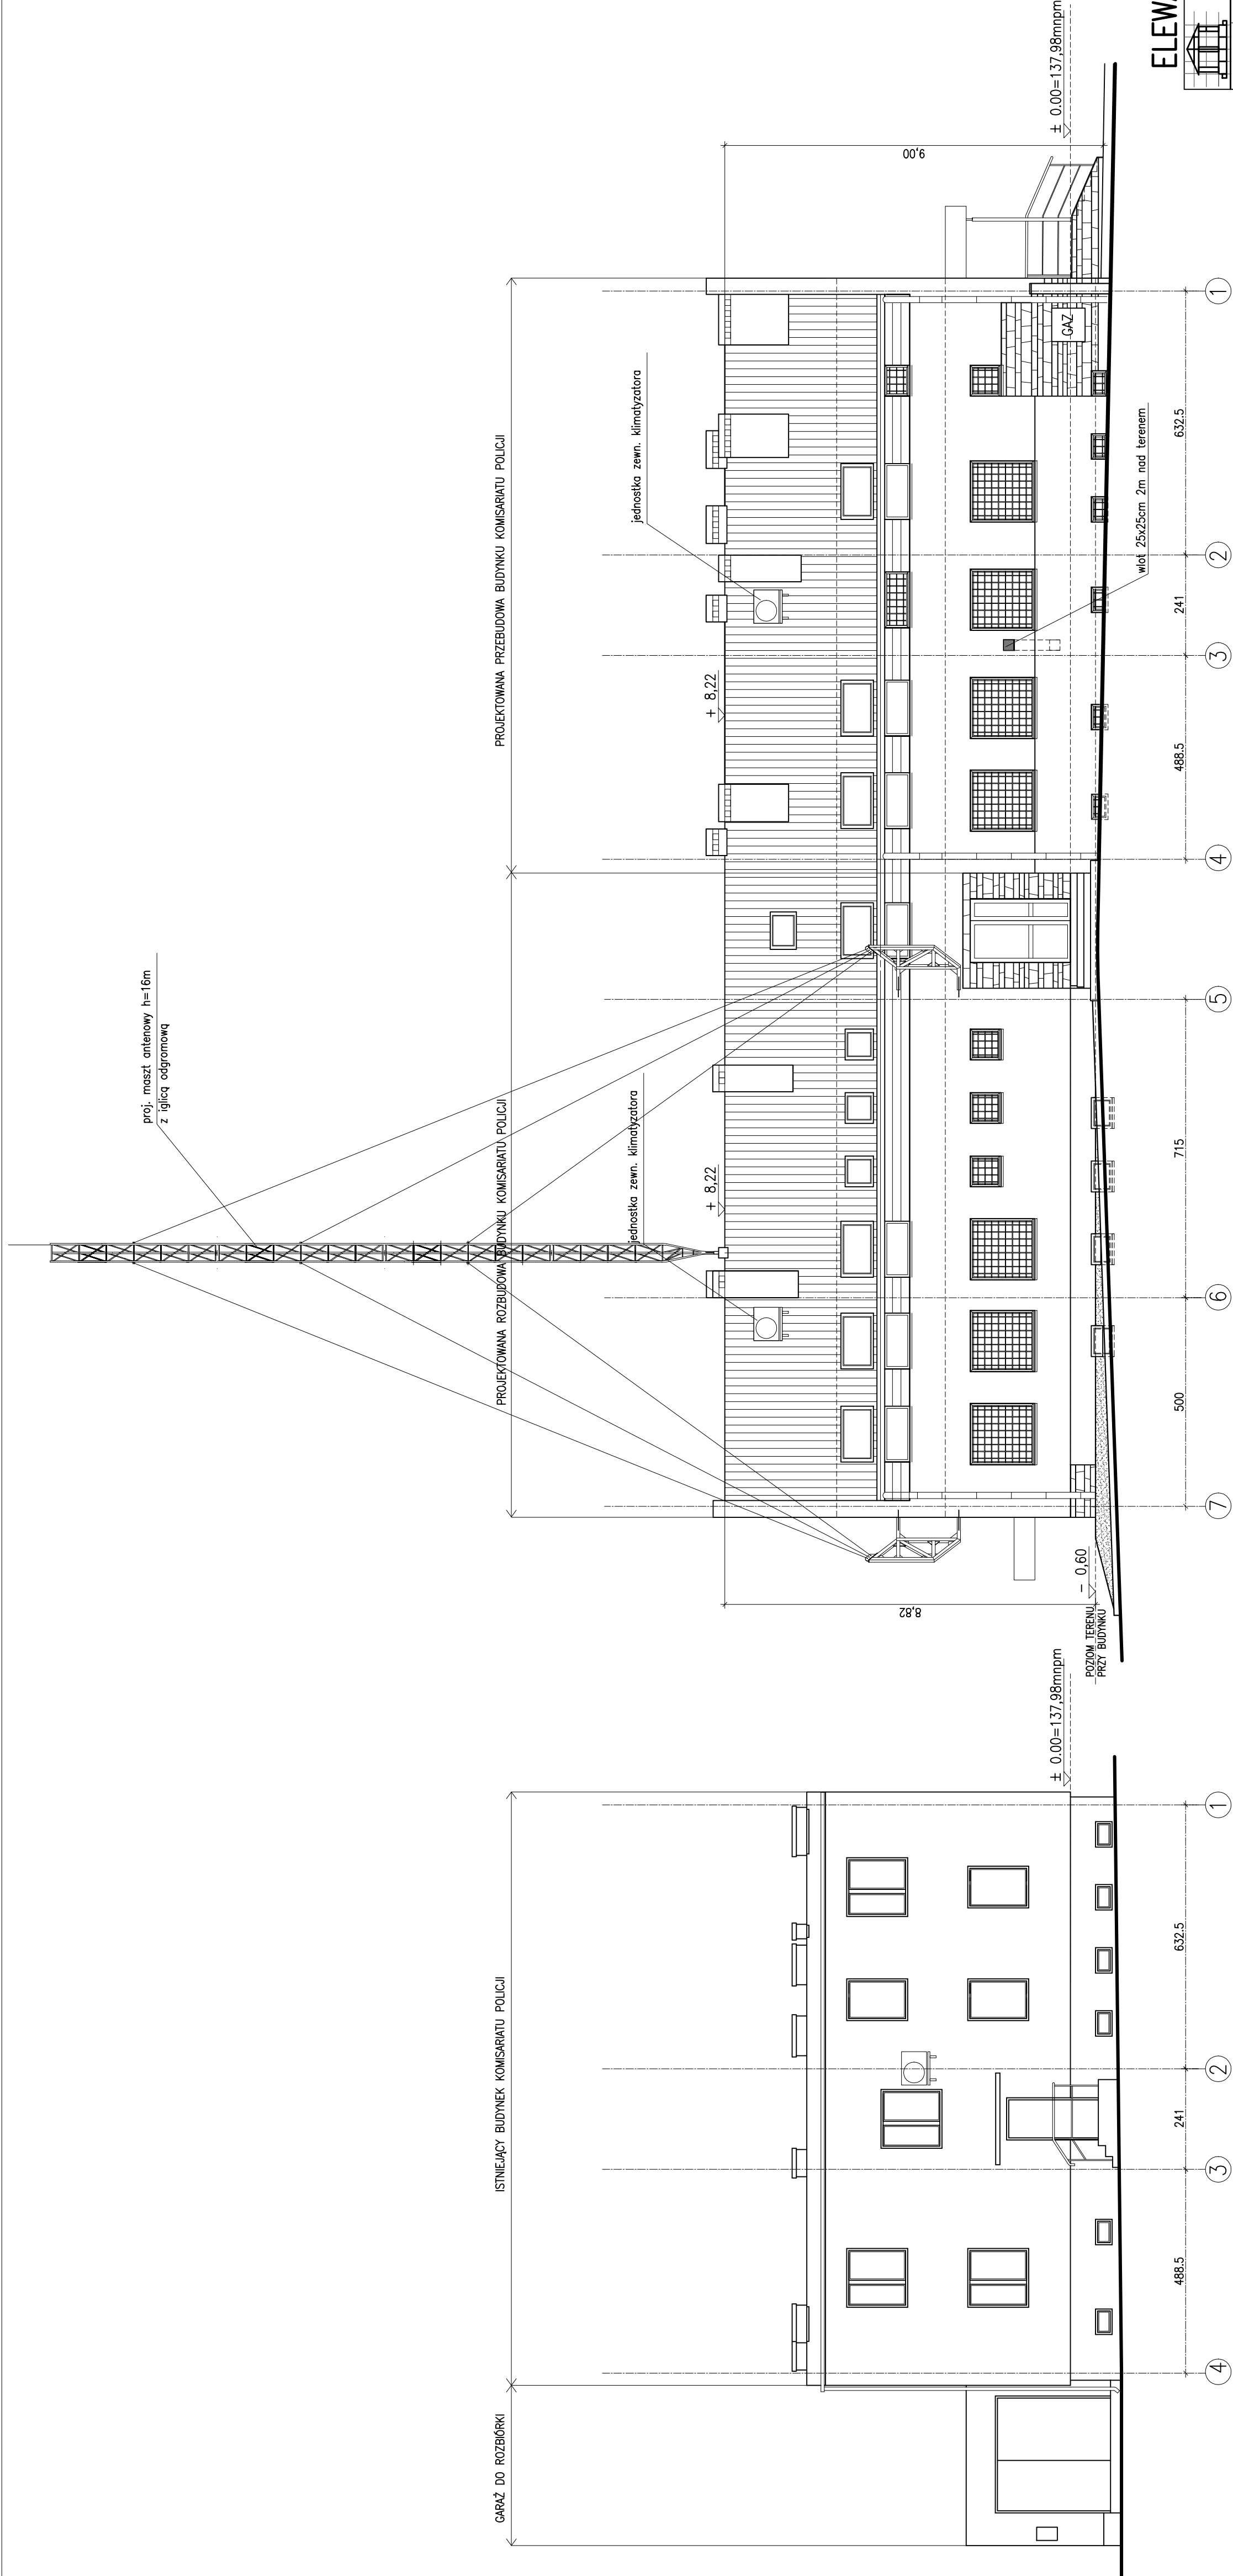 GARAŻ DO ROZBIÓRKI
ISTNIEJĄCY BUDYNEK KOMISARIATU POLICJI
± 0.00=137,98mnpm
488.5
241
632.5
4
3
2
1
proj. maszt antenowy h=16m
z iglicą odgromową
PROJEKTOWANA ROZBUDOWA BUDYNKU KOMISARIATU POLICJI
PROJEKTOWANA PRZEBUDOWA BUDYNKU KOMISARIATU POLICJI
jednostka zewn. klimatyzatora
jednostka zewn. klimatyzatora
+ 8,22
+ 8,22
8,82
9,00
GAZ
± 0.00=137,98mnpm
- 0,60
POZIOM TERENU
PRZY BUDYNKU
wlot 25x25cm 2m nad terenem
500
715
488.5
241
632.5
7
6
5
4
3
2
1